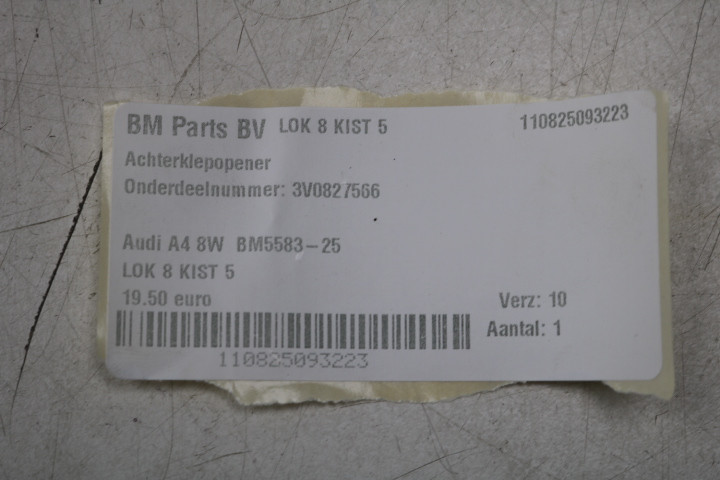 BM Parts BV LOK 8 KIST 5 110825093223
Achterklepopener
Onderdeelnummer: 3V0827566
Audi A4 8W BM5583-25
LOK 8 KIST 5
19.50 euro Verz: 10
Aantal: 1
110825093223